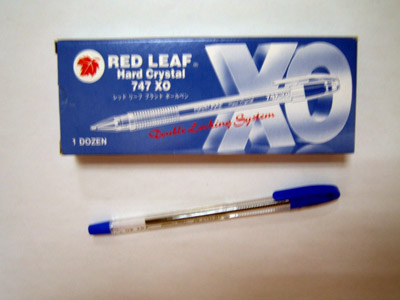 RED LEAF®
Hard Crystal
747 XO
レッド リーフ ブランド ボールペン
XO
Double Locking System
1 DOZEN